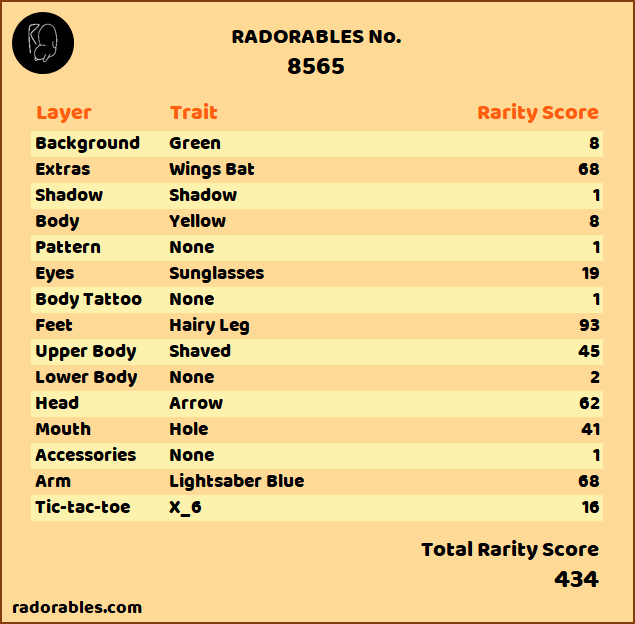 RADORABLES No.
8565
Layer Trait Rarity Score
Background Green 8
Extras Wings Bat 68
Shadow Shadow 1
Body Yellow 8
Pattern None 1
Eyes Sunglasses 19
Body Tattoo None 1
Feet Hairy Leg 93
Upper Body Shaved 45
Lower Body None 2
Head Arrow 62
Mouth Hole 41
Accessories None 1
Arm Lightsaber Blue 68
Tic-tac-toe X_6 16
Total Rarity Score
434
radorables.com